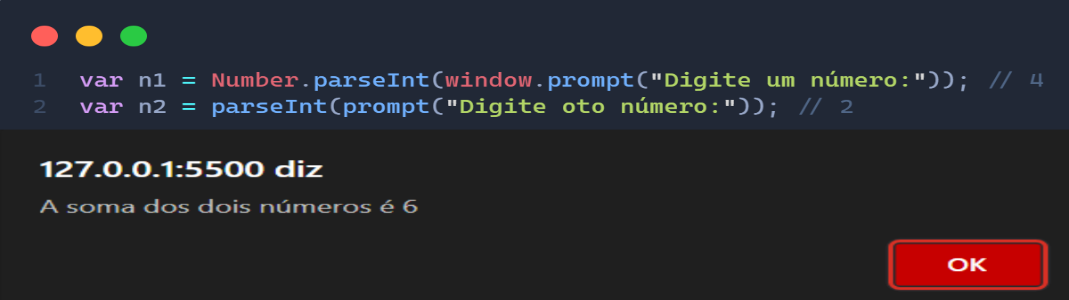 1 var n1 = Number.parseInt(window.prompt("Digite um número:")); // 4
2 var n2 = parseInt(prompt("Digite oto número:")); // 2
127.0.0.1:5500 diz
A soma dos dois números é 6
OK